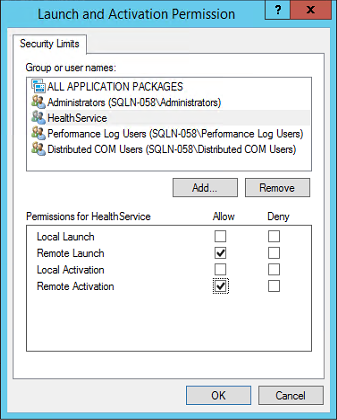 Launch and Activation Permission
?
X
Security Limits
Group or user names:
ALL APPLICATION PACKAGES
Administrators (SQLN-058\Administrators)
HealthService
Performance Log Users (SQLN-058\Performance Log Users)
Distributed COM Users (SQLN-058\Distributed COM Users)
Add... Remove
Permissions for HealthService Allow Deny
Local Launch
Remote Launch
Local Activation
Remote Activation
OK Cancel